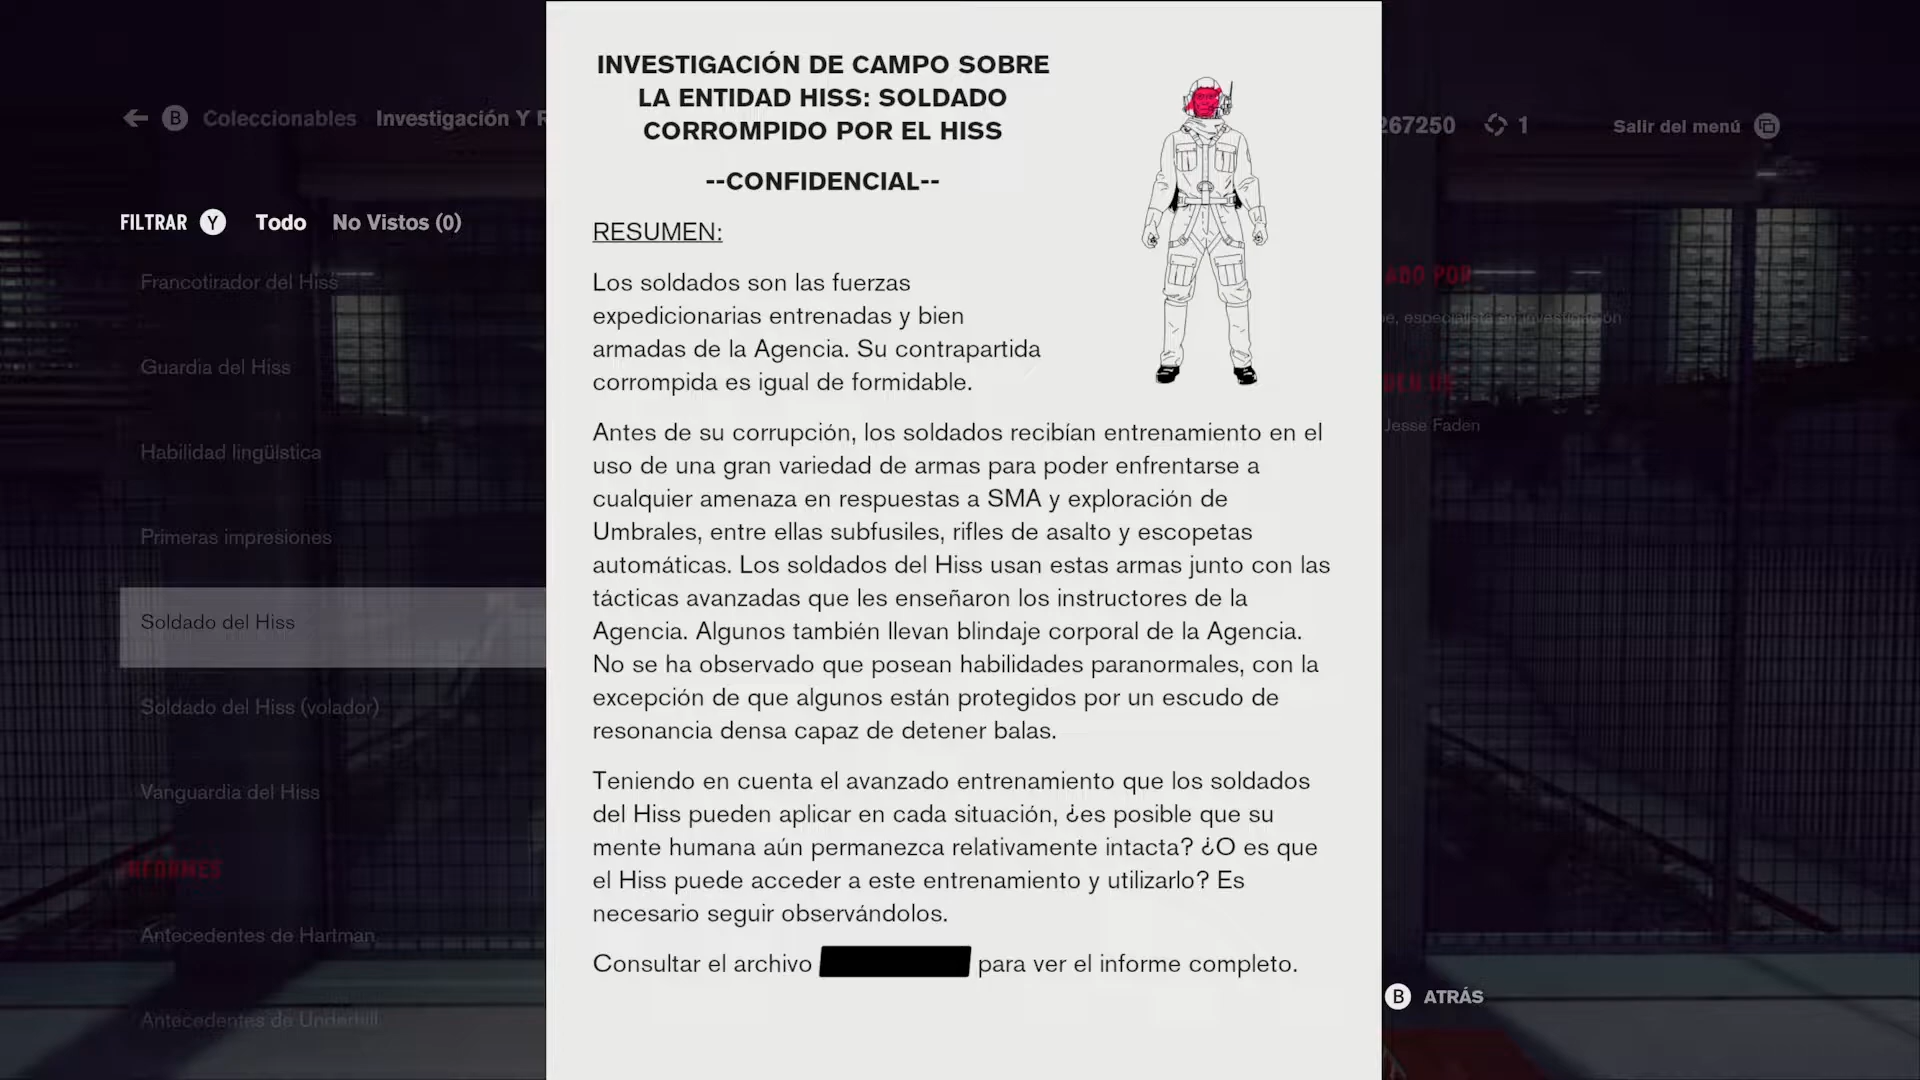 Coleccionables Investigación Y R
267250 1 Salir del menú
FILTRAR Y Todo No Vistos (0)
Francotirador del Hiss
Guardia del Hiss
Habilidad lingüística
Primeras impresiones
Soldado del Hiss
Soldado del Hiss (volador)
Vanguardia del Hiss
Antecedentes de Hartman
Antecedentes de Underhill
INVESTIGACIÓN DE CAMPO SOBRE
LA ENTIDAD HISS: SOLDADO
CORROMPIDO POR EL HISS
--CONFIDENCIAL--
RESUMEN:
Los soldados son las fuerzas
expedicionarias entrenadas y bien
armadas de la Agencia. Su contrapartida
corrompida es igual de formidable.
Antes de su corrupción, los soldados recibían entrenamiento en el
uso de una gran variedad de armas para poder enfrentarse a
cualquier amenaza en respuestas a SMA y exploración de
Umbrales, entre ellas subfusiles, rifles de asalto y escopetas
automáticas. Los soldados del Hiss usan estas armas junto con las
tácticas avanzadas que les enseñaron los instructores de la
Agencia. Algunos también llevan blindaje corporal de la Agencia.
No se ha observado que posean habilidades paranormales, con la
excepción de que algunos están protegidos por un escudo de
resonancia densa capaz de detener balas.
Teniendo en cuenta el avanzado entrenamiento que los soldados
del Hiss pueden aplicar en cada situación, ¿es posible que su
mente humana aún permanezca relativamente intacta? ¿O es que
el Hiss puede acceder a este entrenamiento y utilizarlo? Es
necesario seguir observándolos.
Consultar el archivo para ver el informe completo.
ADO POR
e, especialista en investigación
Jesse Faden
B ATRÁS